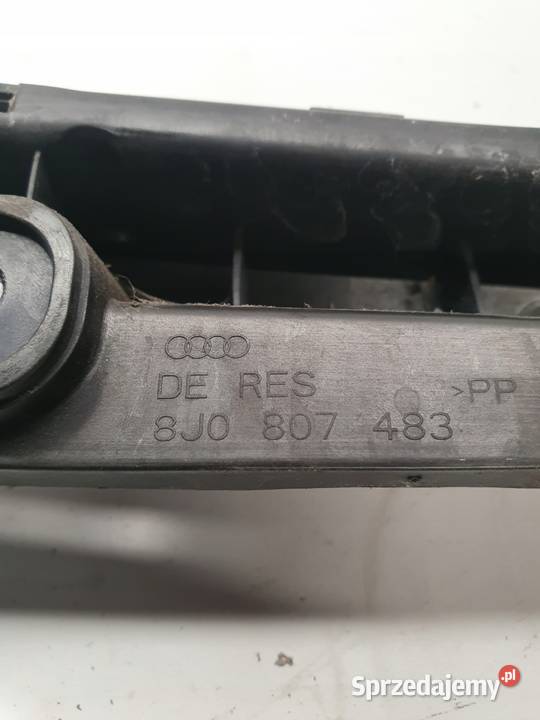 DE RES
>PP
8J0 807 483
Sprzedajemy.pl